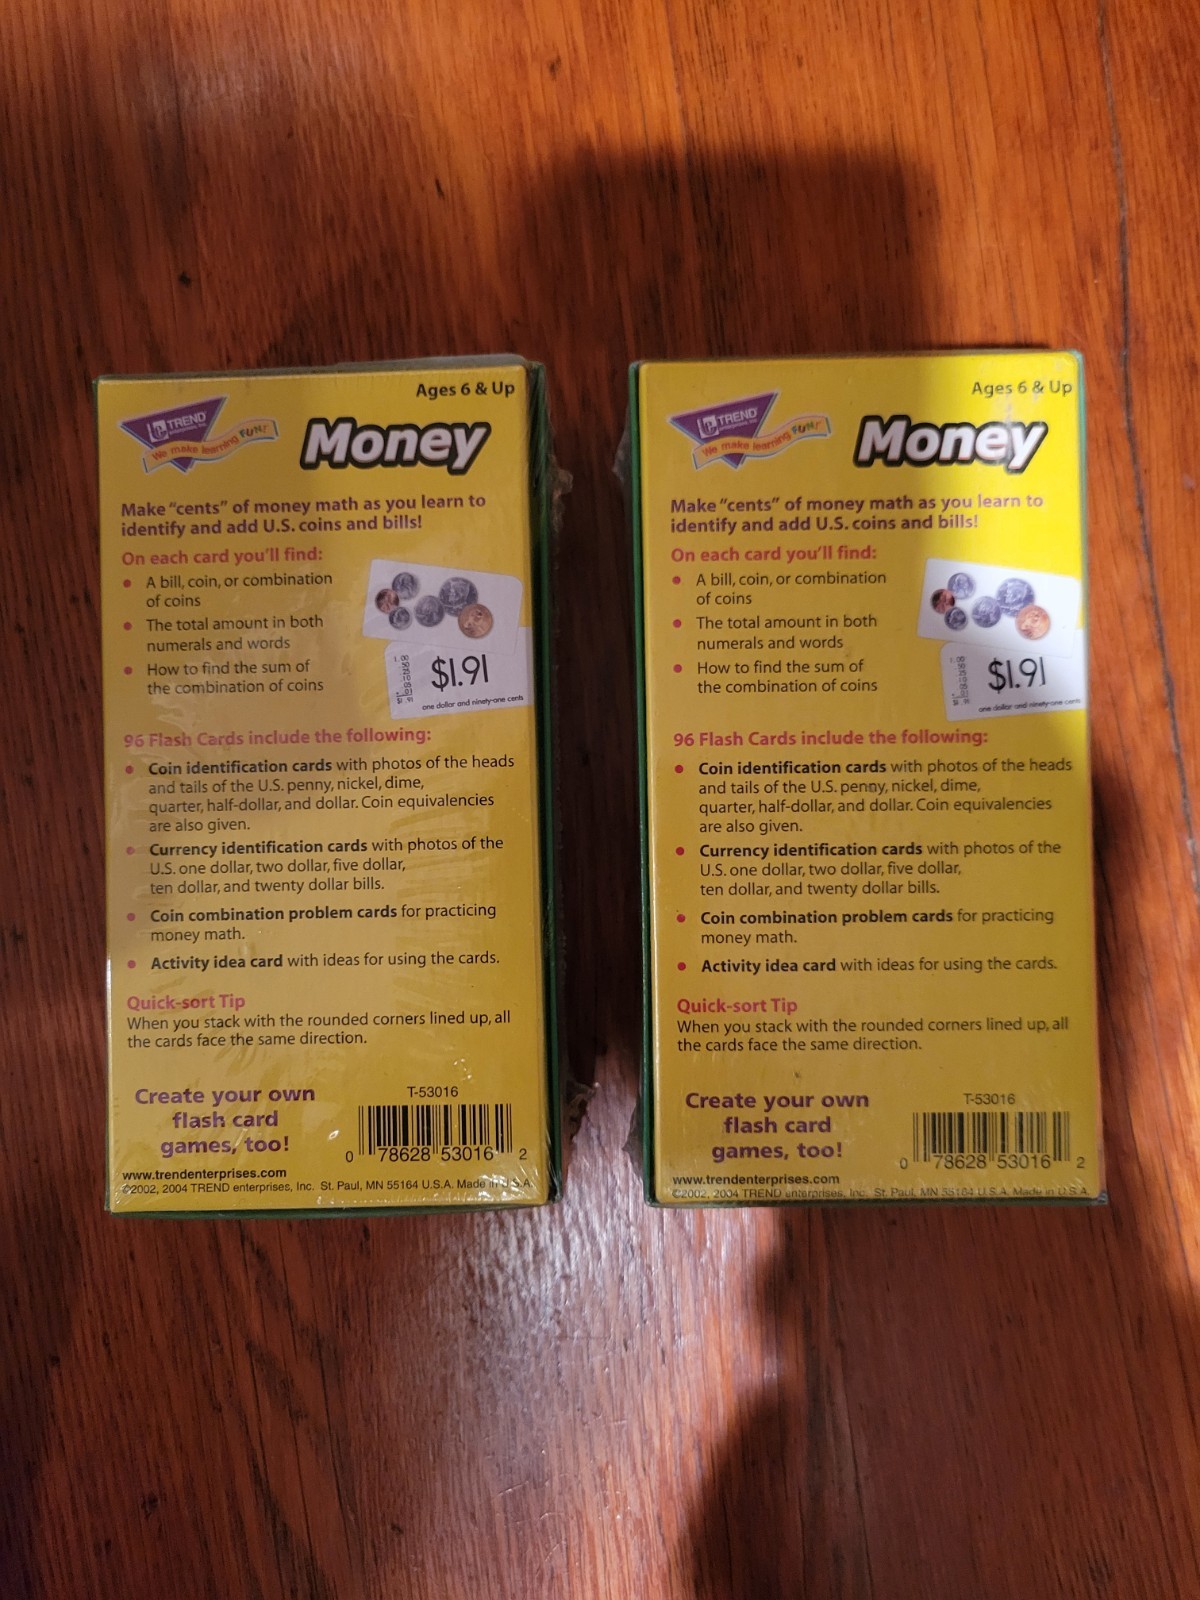 Ages 6 & Up
TREND
enterprises, Inc.
We make learning FUN!
Money
Make "cents" of money math as you learn to
identify and add U.S. coins and bills!
On each card you'll find:
• A bill, coin, or combination
of coins
• The total amount in both
numerals and words
• How to find the sum of
the combination of coins
$1.91
one dollar and ninety-one cents
96 Flash Cards include the following:
• Coin identification cards with photos of the heads
and tails of the U.S. penny, nickel, dime,
quarter, half-dollar, and dollar. Coin equivalencies
are also given.
• Currency identification cards with photos of the
U.S. one dollar, two dollar, five dollar,
ten dollar, and twenty dollar bills.
• Coin combination problem cards for practicing
money math.
• Activity idea card with ideas for using the cards.
Quick-sort Tip
When you stack with the rounded corners lined up, all
the cards face the same direction.
Create your own
flash card
games, too!
T-53016
0 78628 53016 2
www.trendenterprises.com
©2002, 2004 TREND enterprises, Inc. St. Paul, MN 55164 U.S.A. Made in U.S.A.
Ages 6 & Up
TREND
enterprises, Inc.
We make learning FUN!
Money
Make "cents" of money math as you learn to
identify and add U.S. coins and bills!
On each card you'll find:
• A bill, coin, or combination
of coins
• The total amount in both
numerals and words
• How to find the sum of
the combination of coins
$1.91
one dollar and ninety-one cents
96 Flash Cards include the following:
• Coin identification cards with photos of the heads
and tails of the U.S. penny, nickel, dime,
quarter, half-dollar, and dollar. Coin equivalencies
are also given.
• Currency identification cards with photos of the
U.S. one dollar, two dollar, five dollar,
ten dollar, and twenty dollar bills.
• Coin combination problem cards for practicing
money math.
• Activity idea card with ideas for using the cards.
Quick-sort Tip
When you stack with the rounded corners lined up, all
the cards face the same direction.
Create your own
flash card
games, too!
T-53016
0 78628 53016 2
www.trendenterprises.com
©2002, 2004 TREND enterprises, Inc. St. Paul, MN 55164 U.S.A. Made in U.S.A.